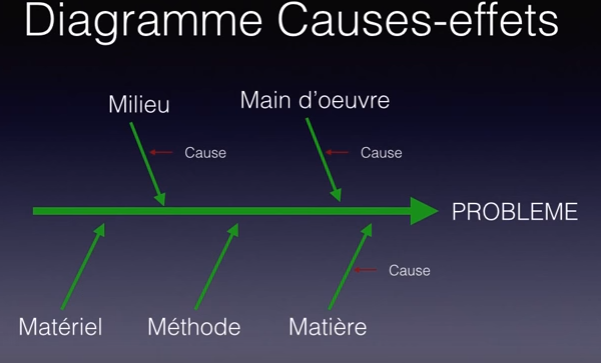 Diagramme Causes-effets
Milieu
Main d'oeuvre
Cause
Cause
PROBLEME
Cause
Matériel
Méthode
Matière